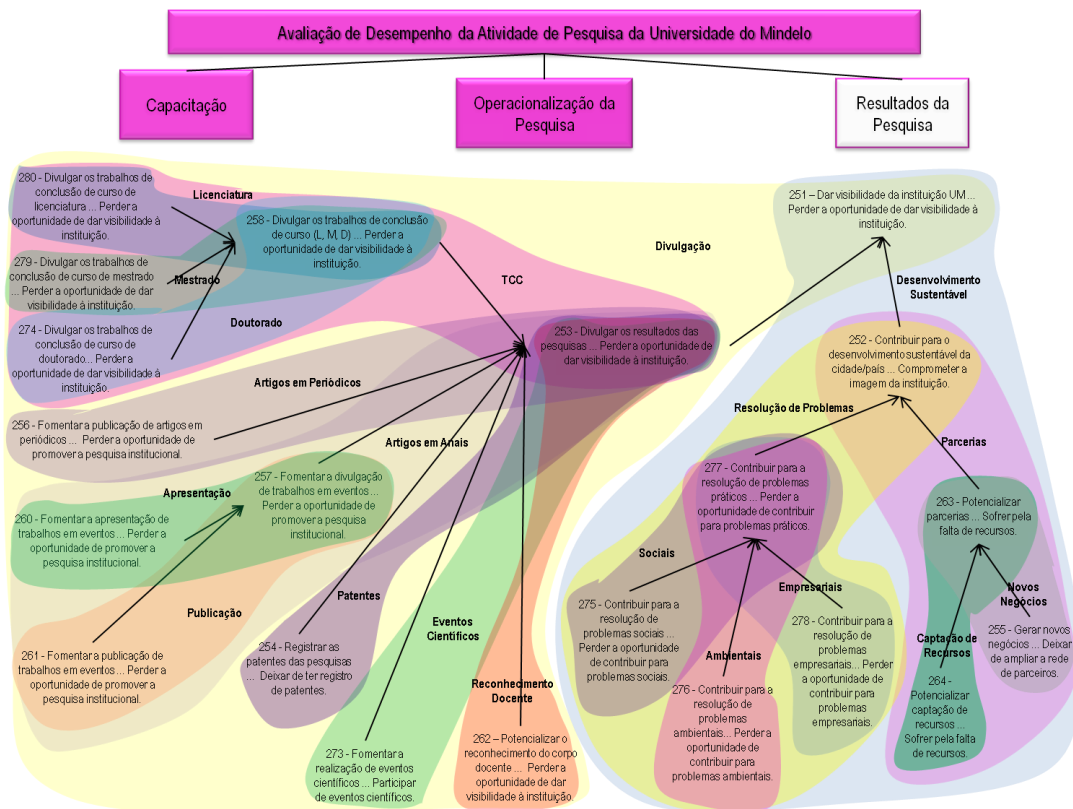 Avaliação de Desempenho da Atividade de Pesquisa da Universidade do Mindelo
Capacitação
Operacionalização da
Pesquisa
Resultados da
Pesquisa
280 - Divulgar os trabalhos de
conclusão de curso de
licenciatura ... Perder a
oportunidade de dar visibilidade à
instituição.
Licenciatura
258 - Divulgar os trabalhos de conclusão
de curso (L, M, D) ... Perder a
oportunidade de dar visibilidade à
instituição.
279 – Divulgar os trabalhos de
conclusão de curso de mestrado
... Perder a oportunidade de dar
visibilidade à instituição.
Mestrado
274 - Divulgar os trabalhos de
conclusão de curso de
doutorado... Perder a
oportunidade de dar visibilidade à
instituição.
Doutorado
TCC
Divulgação
251 – Dar visibilidade da instituição UM ...
Perder a oportunidade de dar visibilidade à
instituição.
Desenvolvimento
Sustentável
253 - Divulgar os resultados das
pesquisas ... Perder a oportunidade de
dar visibilidade à instituição.
252 - Contribuir para o
desenvolvimento sustentável da
cidade/país ... Comprometer a
imagem da instituição.
Artigos em Periódicos
256 - Fomentar a publicação de artigos em
periódicos ... Perder a oportunidade de
promover a pesquisa institucional.
Artigos em Anais
257 - Fomentar a divulgação
de trabalhos em eventos ...
Perder a oportunidade de
promover a pesquisa
institucional.
Apresentação
260 - Fomentar a apresentação de
trabalhos em eventos ... Perder a
oportunidade de promover a
pesquisa institucional.
Publicação
261 - Fomentar a publicação de
trabalhos em eventos ... Perder a
oportunidade de promover a
pesquisa institucional.
Patentes
254 - Registrar as
patentes das pesquisas
... Deixar de ter registro
de patentes.
Eventos
Científicos
273 - Fomentar a
realização de eventos
científicos ... Participar
de eventos científicos.
Reconhecimento
Docente
262 – Potencializar o
reconhecimento do corpo
docente ... Perder a
oportunidade de dar
visibilidade à instituição.
Resolução de Problemas
Parcerias
277 - Contribuir para a
resolução de problemas
práticos ... Perder a
oportunidade de contribuir
para problemas práticos.
263 - Potencializar
parcerias ... Sofrer pela
falta de recursos.
Sociais
275 – Contribuir para a
resolução de
problemas sociais ...
Perder a oportunidade
de contribuir para
problemas sociais.
Ambientais
276 – Contribuir para a
resolução de problemas
ambientais... Perder a
oportunidade de
contribuir para
problemas ambientais.
Empresariais
278 – Contribuir para a
resolução de problemas
empresariais... Perder
a oportunidade de
contribuir para
problemas
empresariais.
Captação de
Recursos
264 –
Potencializar
captação de
recursos ...
Sofrer pela falta
de recursos.
Novos
Negócios
255 – Gerar novos
negócios ... Deixar
de ampliar a rede
de parceiros.